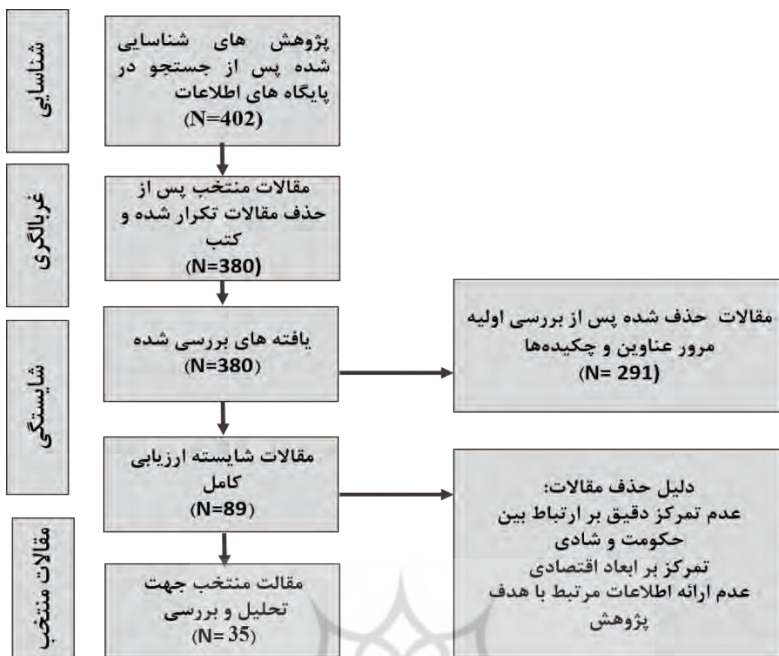 شناسایی
پژوهش های شناسایی
شده پس از جستجو در
پایگاه های اطلاعات
(N=402)
غربالگری
مقالات منتخب پس از
حذف مقالات تکرار شده و
کتب
(N=380)
شایستگی
یافته های بررسی شده
(N=380)
مقالات حذف شده پس از بررسی اولیه
مرور عناوین و چکیده‌ها
(N= 291)
مقالات شایسته ارزیابی
کامل
(N=89)
دلیل حذف مقالات:
عدم تمرکز دقیق بر ارتباط بین
حکومت و شادی
تمرکز بر ابعاد اقتصادی
عدم ارائه اطلاعات مرتبط با هدف
پژوهش
مقالات منتخب
مقالت منتخب جهت
تحلیل و بررسی
(N= 35)